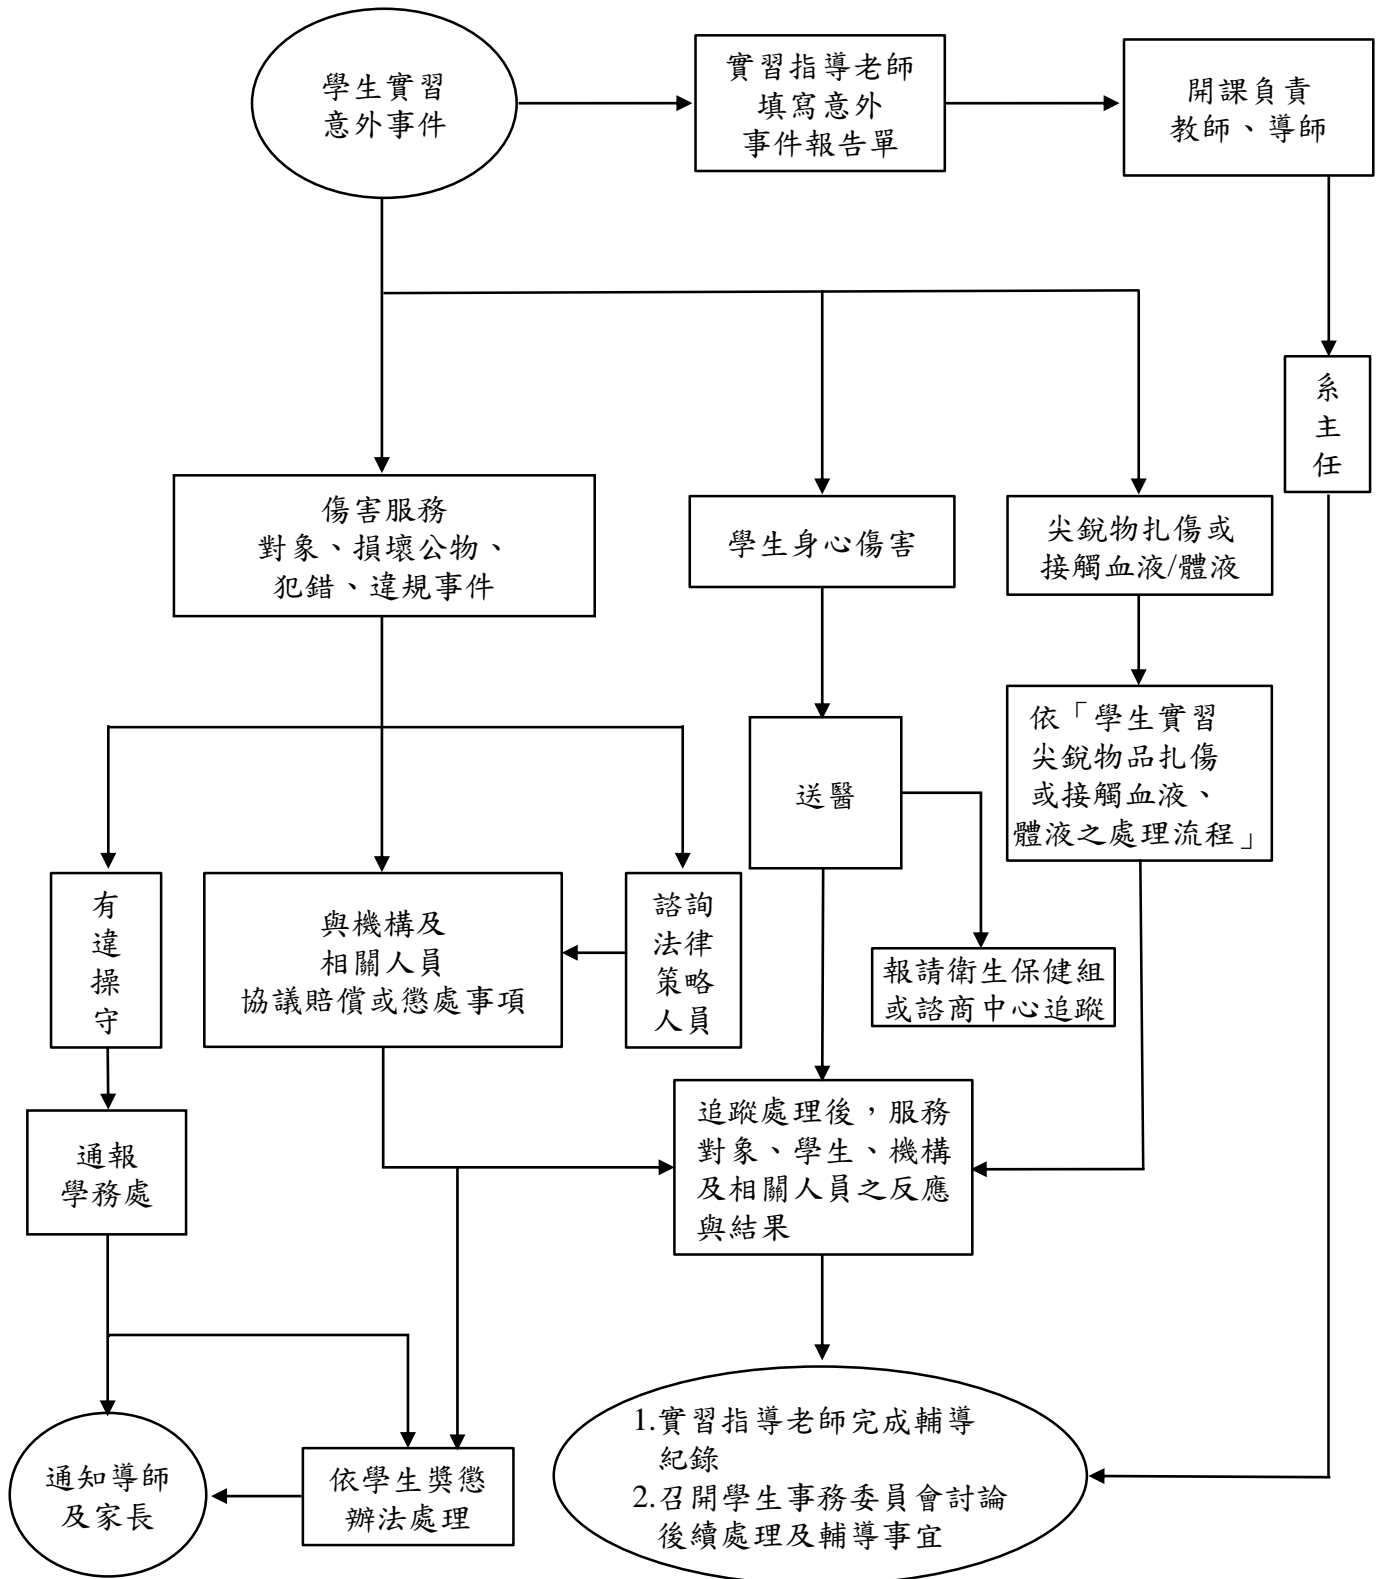 學生實習
意外事件
實習指導老師
填寫意外
事件報告單
開課負責
教師、導師
系
主
任
傷害服務
對象、損壞公物、
犯錯、違規事件
學生身心傷害
尖銳物扎傷或
接觸血液/體液
依「學生實習
尖銳物品扎傷
或接觸血液、
體液之處理流程」
送醫
有
違
操
守
與機構及
相關人員
協議賠償或懲處事項
諮詢
法律
策略
人員
報請衛生保健組
或諮商中心追蹤
通報
學務處
追蹤處理後，服務
對象、學生、機構
及相關人員之反應
與結果
通知導師
及家長
依學生獎懲
辦法處理
1.實習指導老師完成輔導
紀錄
2.召開學生事務委員會討論
後續處理及輔導事宜